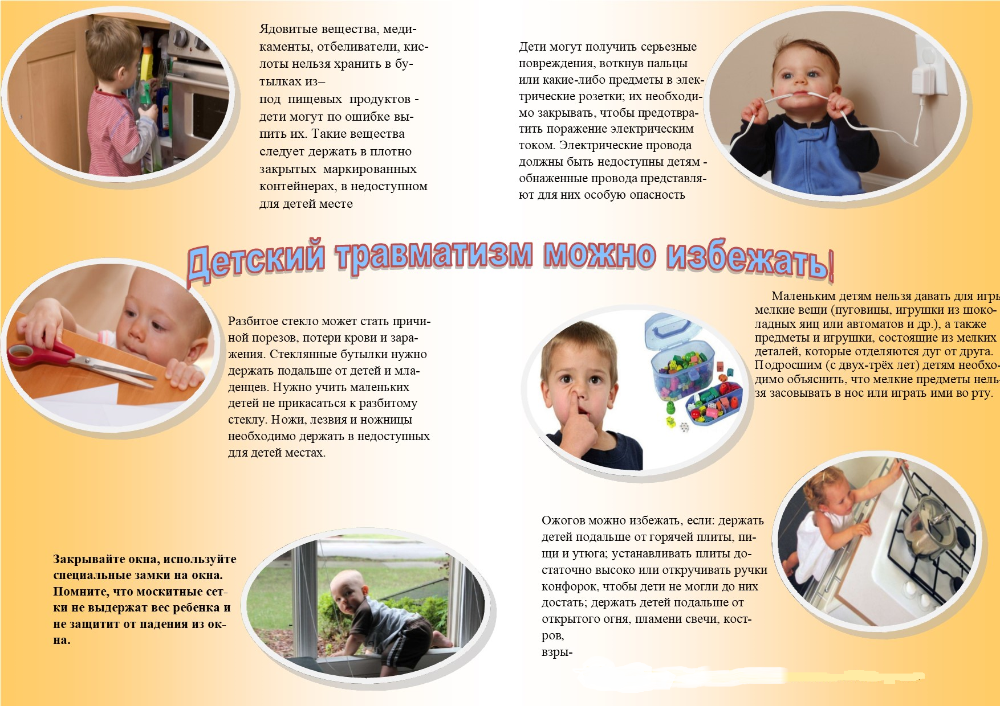 Ядовитые вещества, меди-
каменты, отбеливатели, кис-
лоты нельзя хранить в бу-
тылках из–
под пищевых продуктов -
дети могут по ошибке вы-
пить их. Такие вещества
следует держать в плотно
закрытых маркированных
контейнерах, в недоступном
для детей месте
Дети могут получить серьезные
повреждения, воткнув пальцы
или какие-либо предметы в элек-
трические розетки; их необходи-
мо закрывать, чтобы предотвра-
тить поражение электрическим
током. Электрические провода
должны быть недоступны детям -
обнаженные провода представля-
ют для них особую опасность
Детский травматизм можно избежать!
Разбитое стекло может стать причи-
ной порезов, потери крови и зара-
жения. Стеклянные бутылки нужно
держать подальше от детей и мла-
денцев. Нужно учить маленьких
детей не прикасаться к разбитому
стеклу. Ножи, лезвия и ножницы
необходимо держать в недоступных
для детей местах.
Маленьким детям нельзя давать для игры
мелкие вещи (пуговицы, игрушки из шоко-
ладных яиц или автоматов и др.), а также
предметы и игрушки, состоящие из мелких
деталей, которые отделяются дуг от друга.
Подросшим (с двух-трёх лет) детям необхо-
димо объяснить, что мелкие предметы нель-
зя засовывать в нос или играть ими во рту.
Закрывайте окна, используйте
специальные замки на окна.
Помните, что москитные сет-
ки не выдержат вес ребенка и
не защитит от падения из ок-
на.
Ожогов можно избежать, если: держать
детей подальше от горячей плиты, пи-
щи и утюга; устанавливать плиты до-
статочно высоко или откручивать ручки
конфорок, чтобы дети не могли до них
достать; держать детей подальше от
открытого огня, пламени свечи, кост-
ров,
взры-